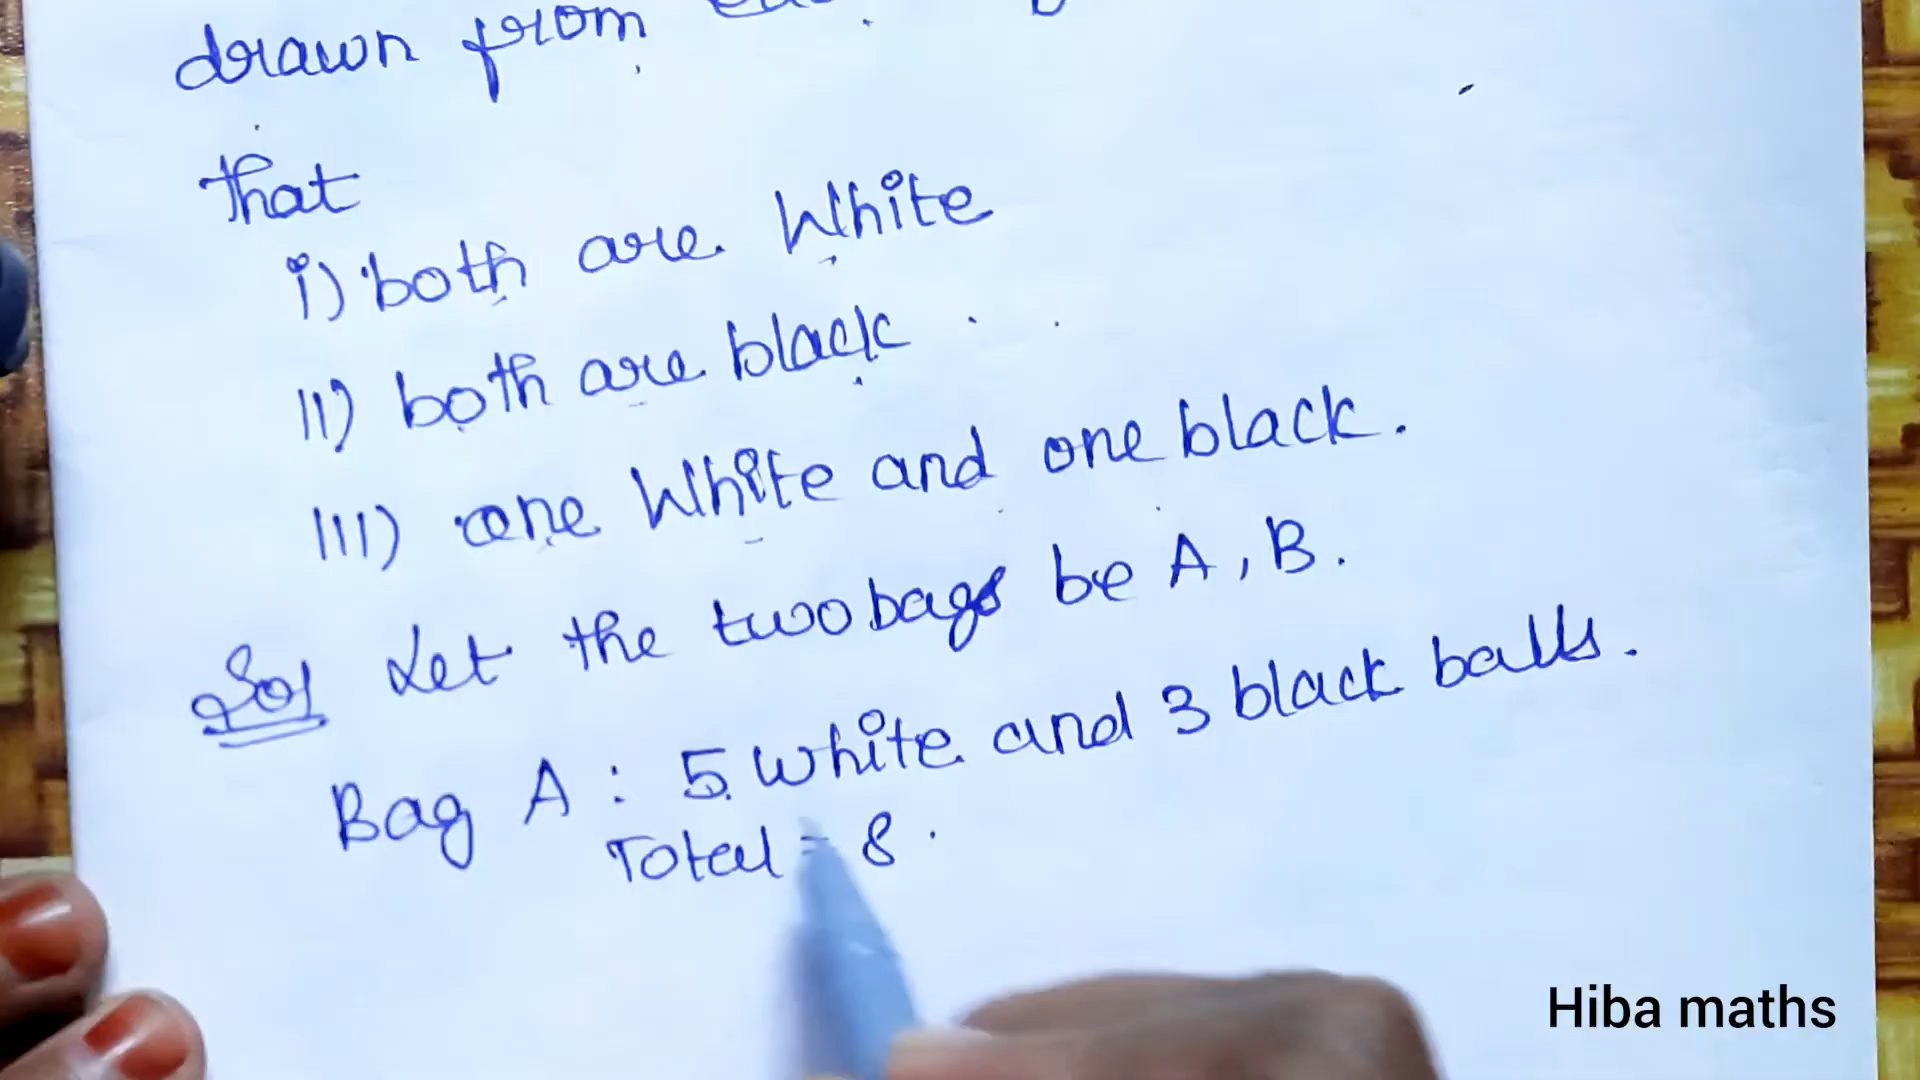 drawn from
that
i) both are White
II) both are black
III) one White and one black.
Sol Let the two bags be A, B.
Bag A : 5 white and 3 black balls.
Total = 8.
Hiba maths